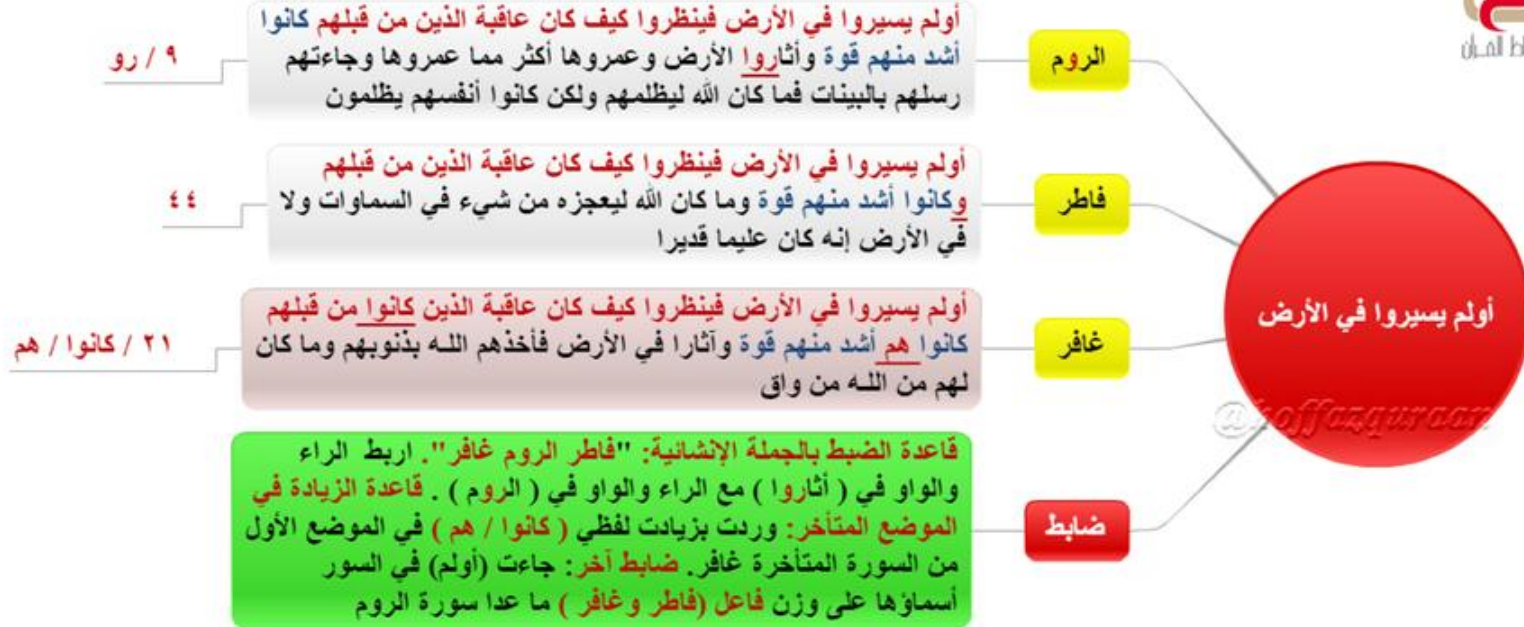 أولم يسيروا في الأرض
الروم
أولم يسيروا في الأرض فينظروا كيف كان عاقبة الذين من قبلهم كانوا
أشد منهم قوة وأثاروا الأرض وعمروها أكثر مما عمروها وجاءتهم
رسلهم بالبينات فما كان الله ليظلمهم ولكن كانوا أنفسهم يظلمون
٩ / رو
فاطر
أولم يسيروا في الأرض فينظروا كيف كان عاقبة الذين من قبلهم
وكانوا أشد منهم قوة وما كان الله ليعجزه من شيء في السماوات ولا
في الأرض إنه كان عليما قديرا
٤٤
غافر
أولم يسيروا في الأرض فينظروا كيف كان عاقبة الذين كانوا من قبلهم
كانوا هم أشد منهم قوة وآثارا في الأرض فأخذهم اللـه بذنوبهم وما كان
لهم من اللـه من واق
٢١ / كانوا / هم
ضابط
قاعدة الضبط بالجملة الإنشائية: "فاطر الروم غافر". اربط الراء
والواو في ( أثاروا ) مع الراء والواو في ( الروم ) . قاعدة الزيادة في
الموضع المتأخر: وردت بزيادت لفظي ( كانوا / هم ) في الموضع الأول
من السورة المتأخرة غافر. ضابط آخر: جاءت (أولم) في السور
أسماؤها على وزن فاعل (فاطر وغافر ) ما عدا سورة الروم
@hoffazquraan